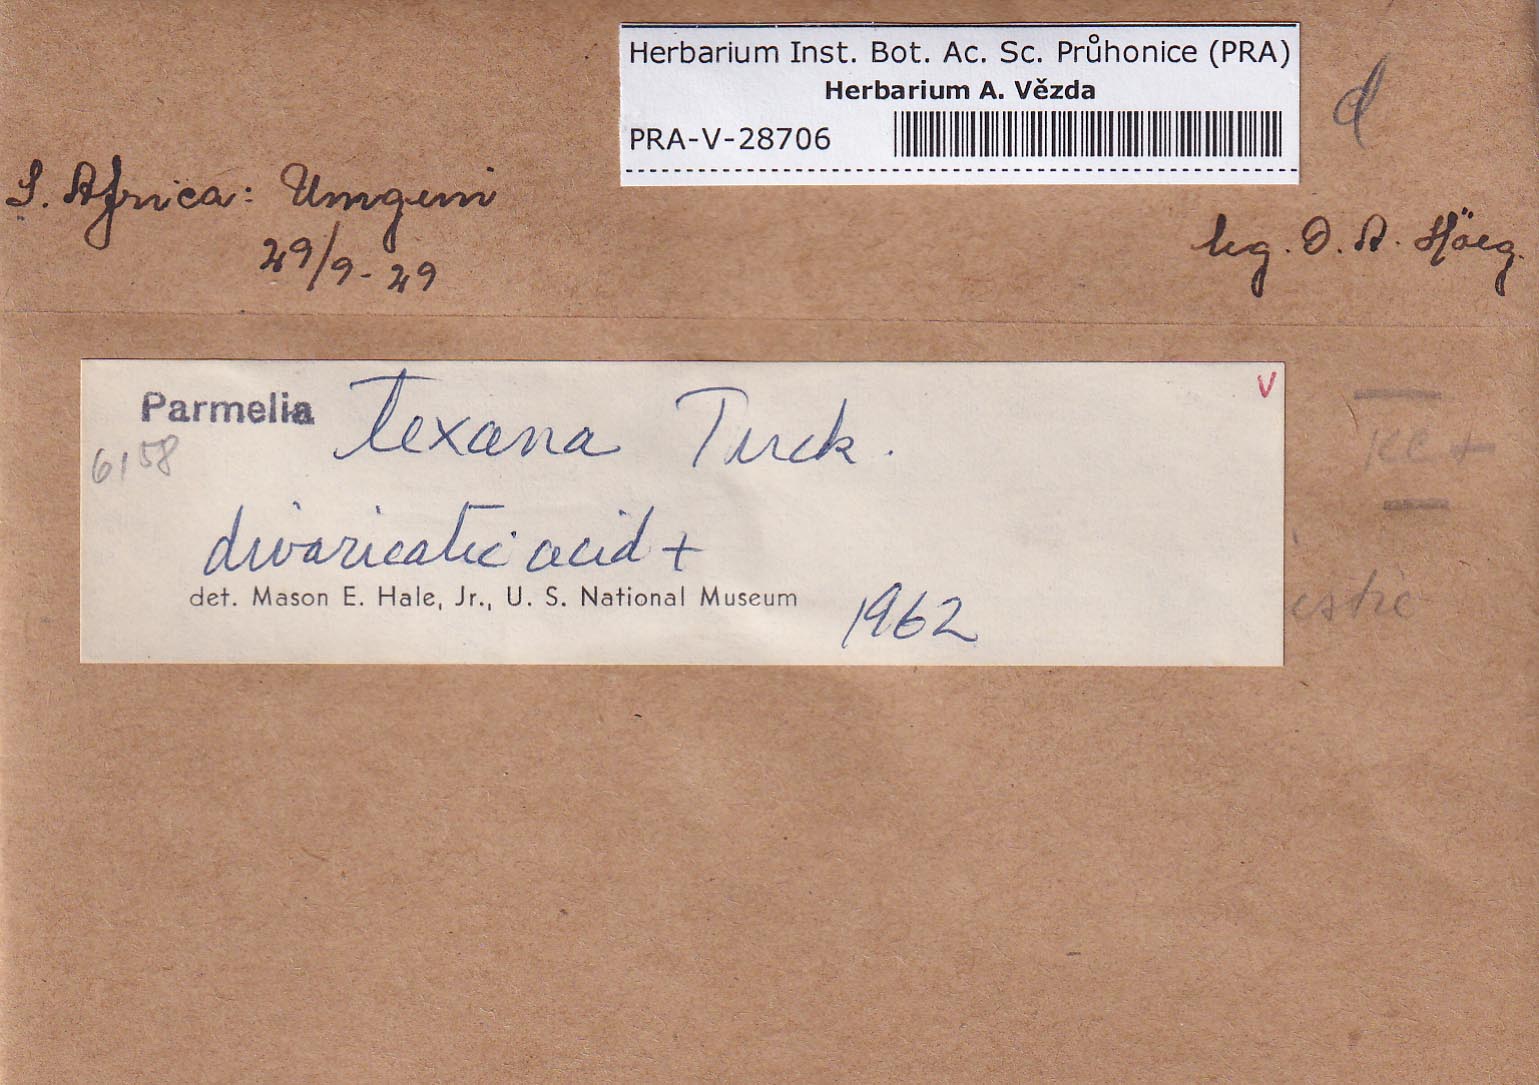 Herbarium Inst. Bot. Ac. Sc. Průhonice (PRA)
Herbarium A. Vězda
PRA-V-28706
d
S. Africa: Umgeni
29/9-29
leg. O. A. Höeg.
Parmelia texana Tuck.
V
6158
divaricatic acid +
det. Mason E. Hale, Jr., U. S. National Museum
1962
KC +